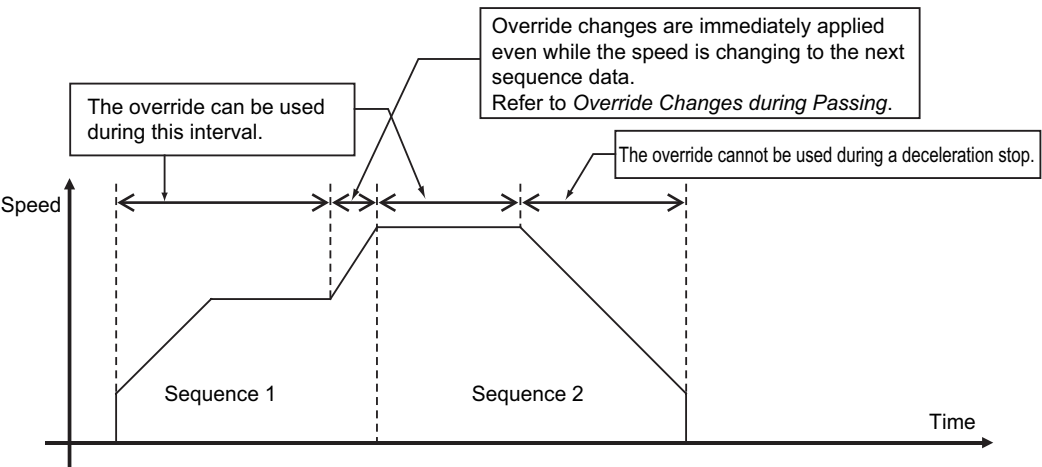 Override changes are immediately applied
even while the speed is changing to the next
sequence data.
Refer to Override Changes during Passing.
The override can be used
during this interval.
The override cannot be used during a deceleration stop.
Speed
Sequence 1
Sequence 2
Time